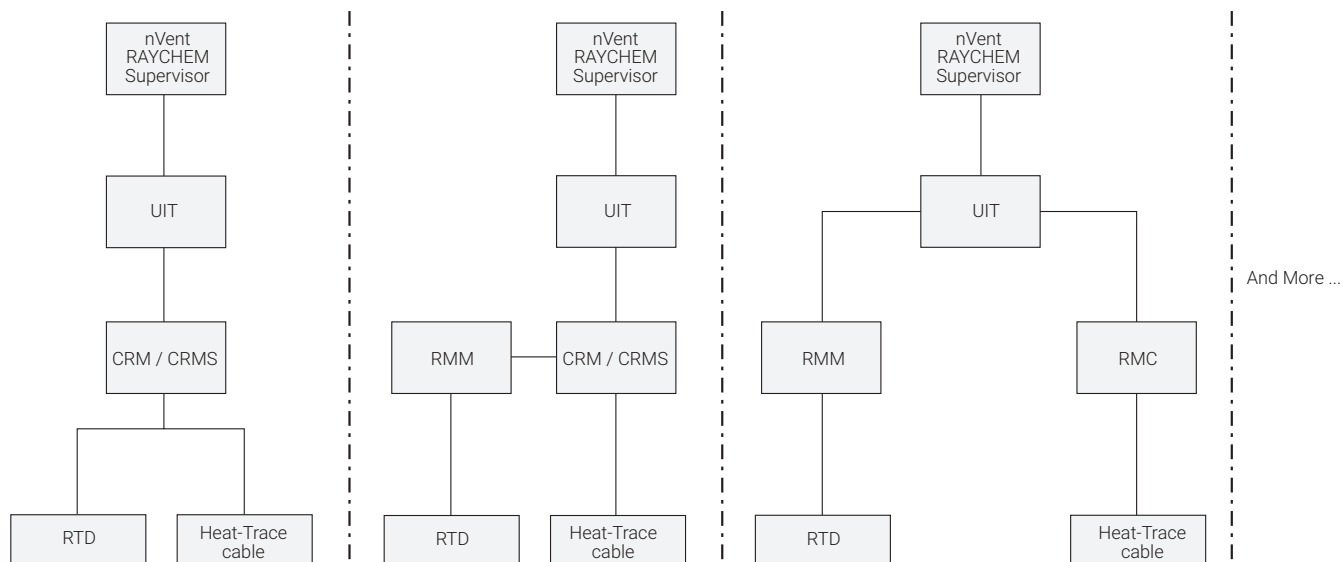 nVent
RAYCHEM
Supervisor
UIT
CRM / CRMS
RTD
Heat-Trace
cable
nVent
RAYCHEM
Supervisor
UIT
RMM
CRM / CRMS
RTD
Heat-Trace
cable
nVent
RAYCHEM
Supervisor
UIT
RMM
RMC
RTD
Heat-Trace
cable
And More ...